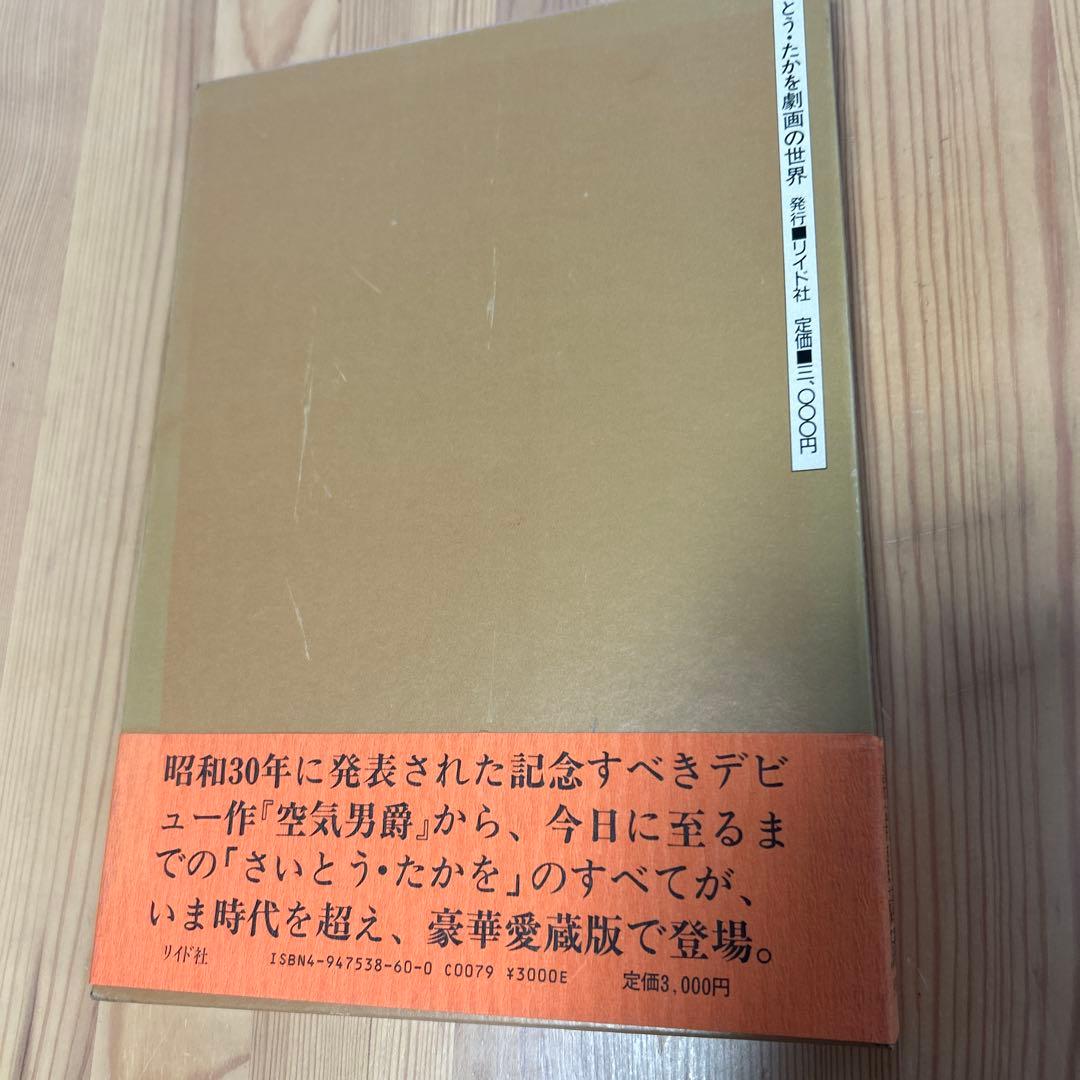 とう・たかを劇画の世界 発行■リイド社 定価■三、〇〇〇円
昭和30年に発表された記念すべきデビ
ュー作『空気男爵』から、今日に至るま
での「さいとう・たかを」のすべてが、
いま時代を超え、豪華愛蔵版で登場。
リイド社 ISBN4-947538-60-0 C0079 ¥3000E 定価3,000円